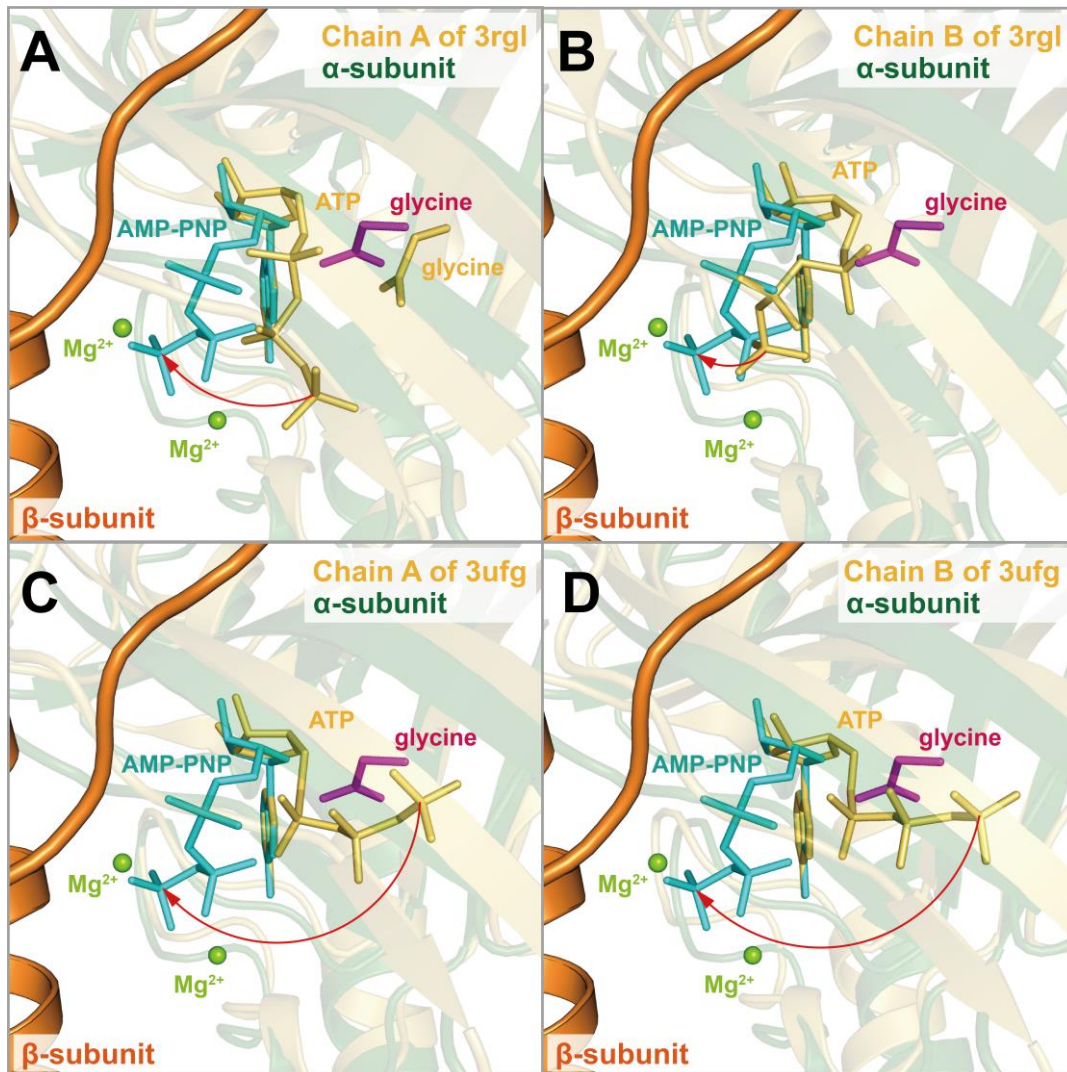 A
Chain A of 3rgl
α-subunit
ATP
glycine
AMP-PNP
glycine
Mg²⁺
Mg²⁺
β-subunit
B
Chain B of 3rgl
α-subunit
ATP
glycine
AMP-PNP
Mg²⁺
Mg²⁺
β-subunit
C
Chain A of 3ufg
α-subunit
ATP
glycine
AMP-PNP
Mg²⁺
Mg²⁺
β-subunit
D
Chain B of 3ufg
α-subunit
ATP
glycine
AMP-PNP
Mg²⁺
Mg²⁺
β-subunit